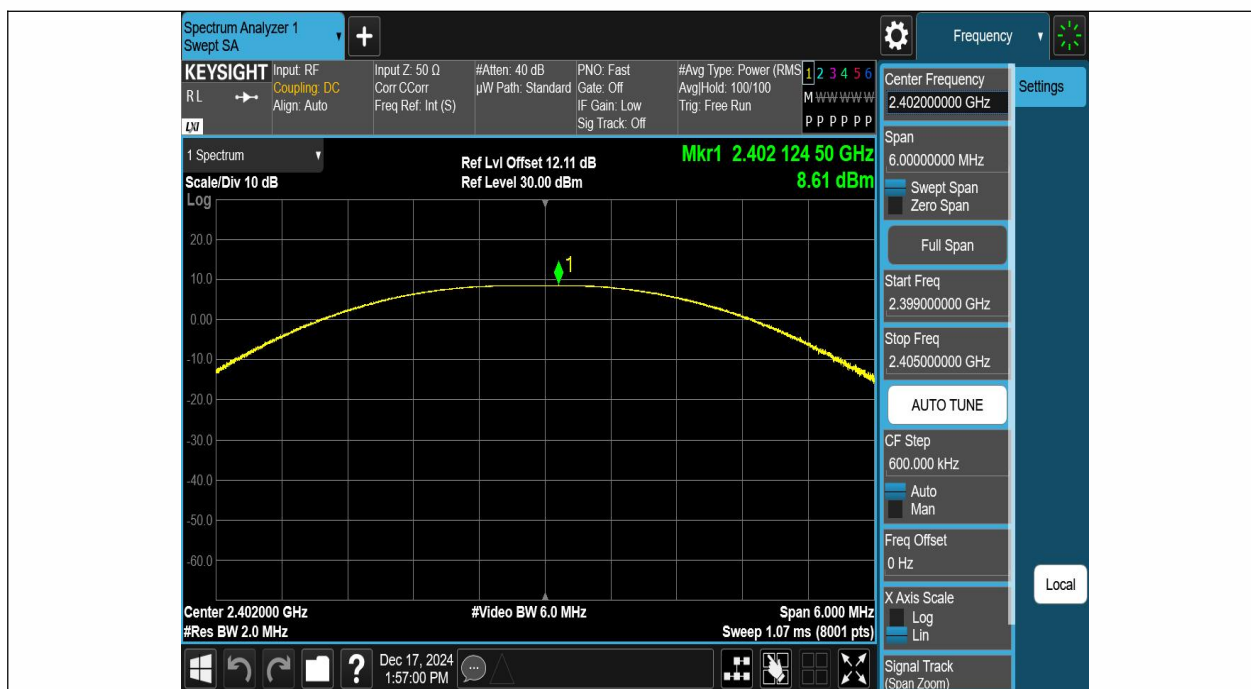 Spectrum Analyzer 1
Swept SA
+
Frequency
KEYSIGHT
R L
LXI
Input: RF
Coupling: DC
Align: Auto
Input Z: 50 Ω
Corr CCorr
Freq Ref: Int (S)
#Atten: 40 dB
µW Path: Standard
PNO: Fast
Gate: Off
IF Gain: Low
Sig Track: Off
#Avg Type: Power (RMS
Avg|Hold: 100/100
Trig: Free Run
1 2 3 4 5 6
M W W W W W
P P P P P P
Center Frequency
2.402000000 GHz
Settings
Span
6.00000000 MHz
Swept Span
Zero Span
Full Span
Start Freq
2.399000000 GHz
Stop Freq
2.405000000 GHz
AUTO TUNE
CF Step
600.000 kHz
Auto
Man
Freq Offset
0 Hz
X Axis Scale
Log
Lin
Signal Track
(Span Zoom)
Local
1 Spectrum
Scale/Div 10 dB
Log
Ref Lvl Offset 12.11 dB
Ref Level 30.00 dBm
Mkr1 2.402 124 50 GHz
8.61 dBm
1
20.0
10.0
0.00
-10.0
-20.0
-30.0
-40.0
-50.0
-60.0
Center 2.402000 GHz
#Video BW 6.0 MHz
Span 6.000 MHz
#Res BW 2.0 MHz
Sweep 1.07 ms (8001 pts)
?
Dec 17, 2024
1:57:00 PM